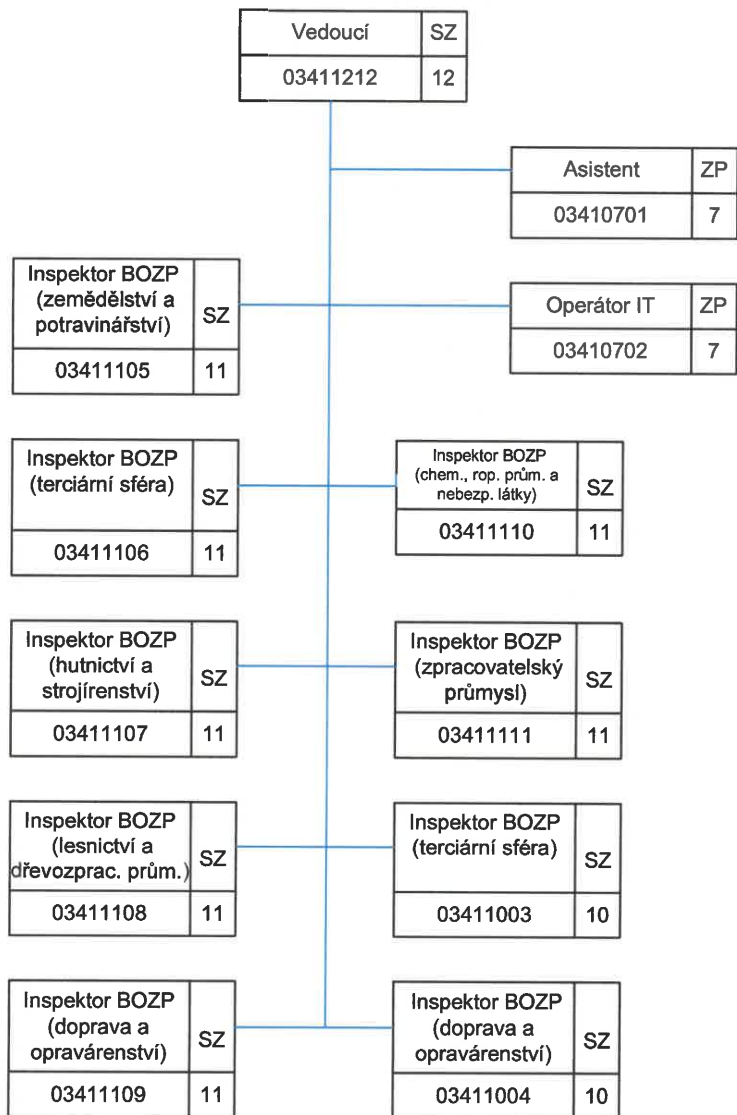 Vedoucí SZ
03411212 12
Asistent ZP
03410701 7
Inspektor BOZP
(zemědělství a
potravinářství) SZ
03411105 11
Operátor IT ZP
03410702 7
Inspektor BOZP
(terciární sféra) SZ
03411106 11
Inspektor BOZP
(chem., rop. prům. a
nebezp. látky) SZ
03411110 11
Inspektor BOZP
(hutnictví a
strojírenství) SZ
03411107 11
Inspektor BOZP
(zpracovatelský
průmysl) SZ
03411111 11
Inspektor BOZP
(lesnictví a
dřevozprac. prům.) SZ
03411108 11
Inspektor BOZP
(terciární sféra) SZ
03411003 10
Inspektor BOZP
(doprava a
opravárenství) SZ
03411109 11
Inspektor BOZP
(doprava a
opravárenství) SZ
03411004 10